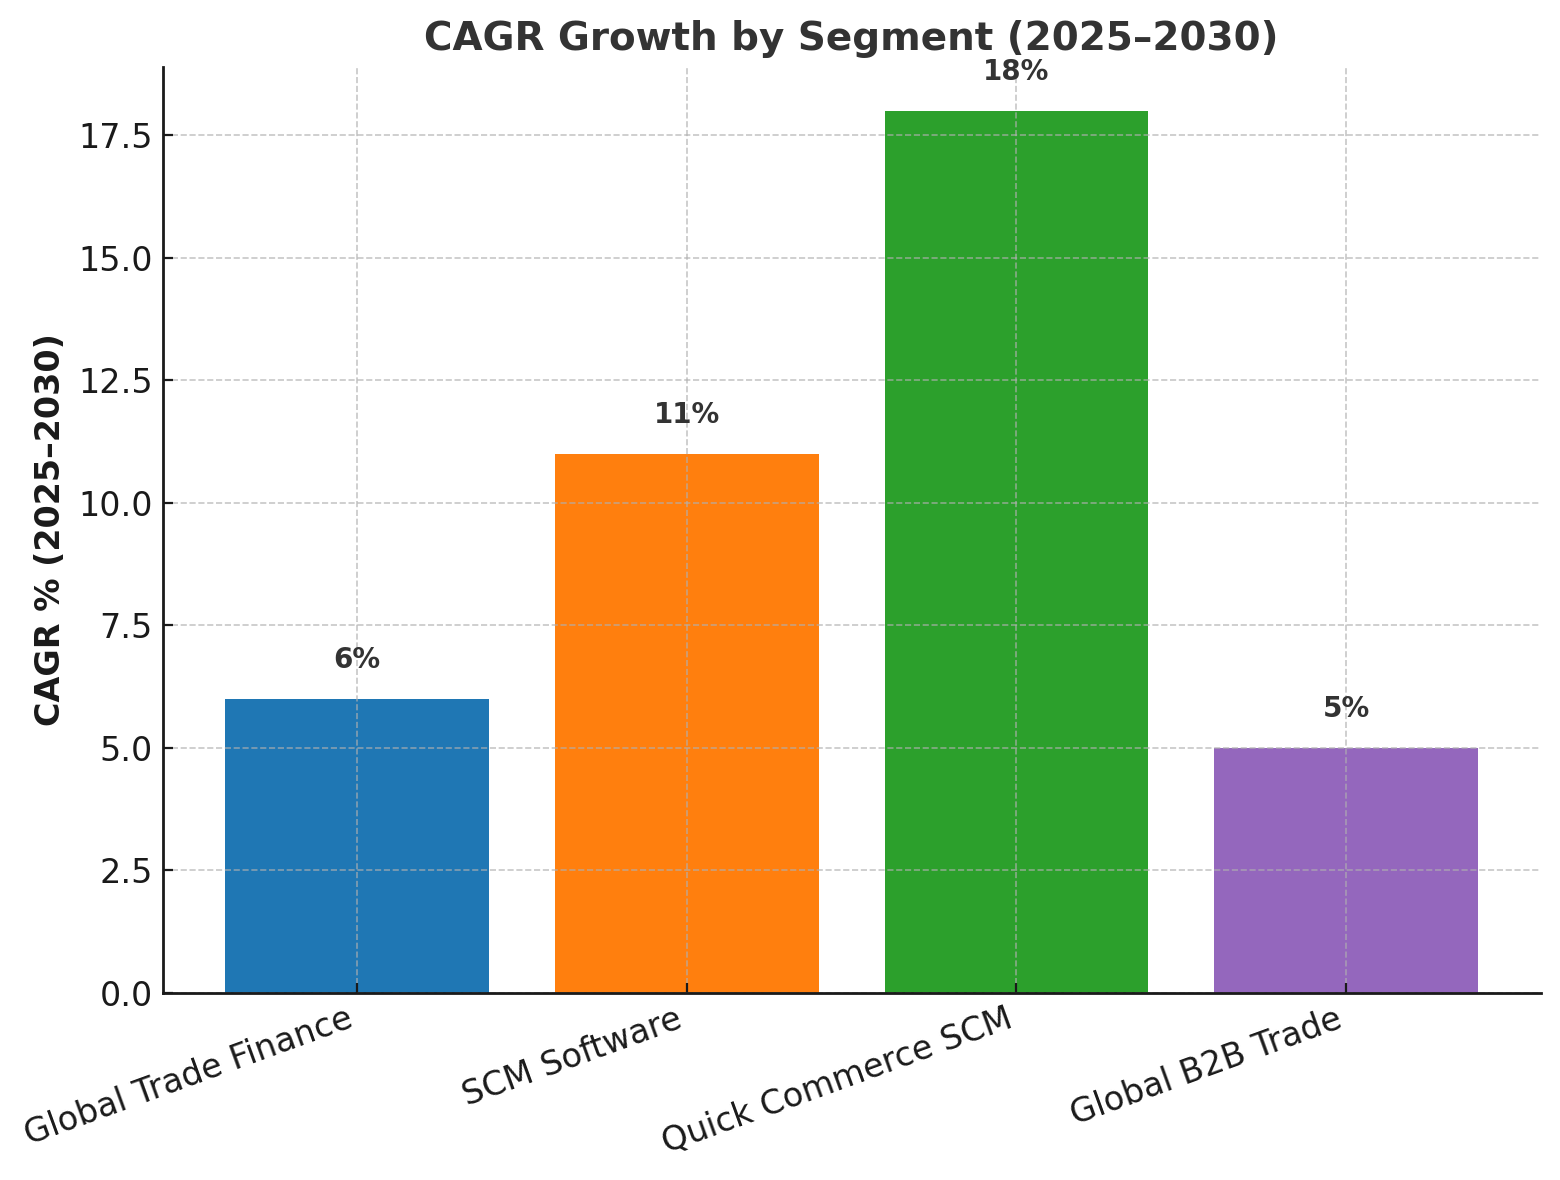 CAGR Growth by Segment (2025–2030)
18%
17.5
15.0
12.5
11%
10.0
7.5
6%
5%
5.0
2.5
0.0
CAGR % (2025–2030)
Global Trade Finance
SCM Software
Quick Commerce SCM
Global B2B Trade